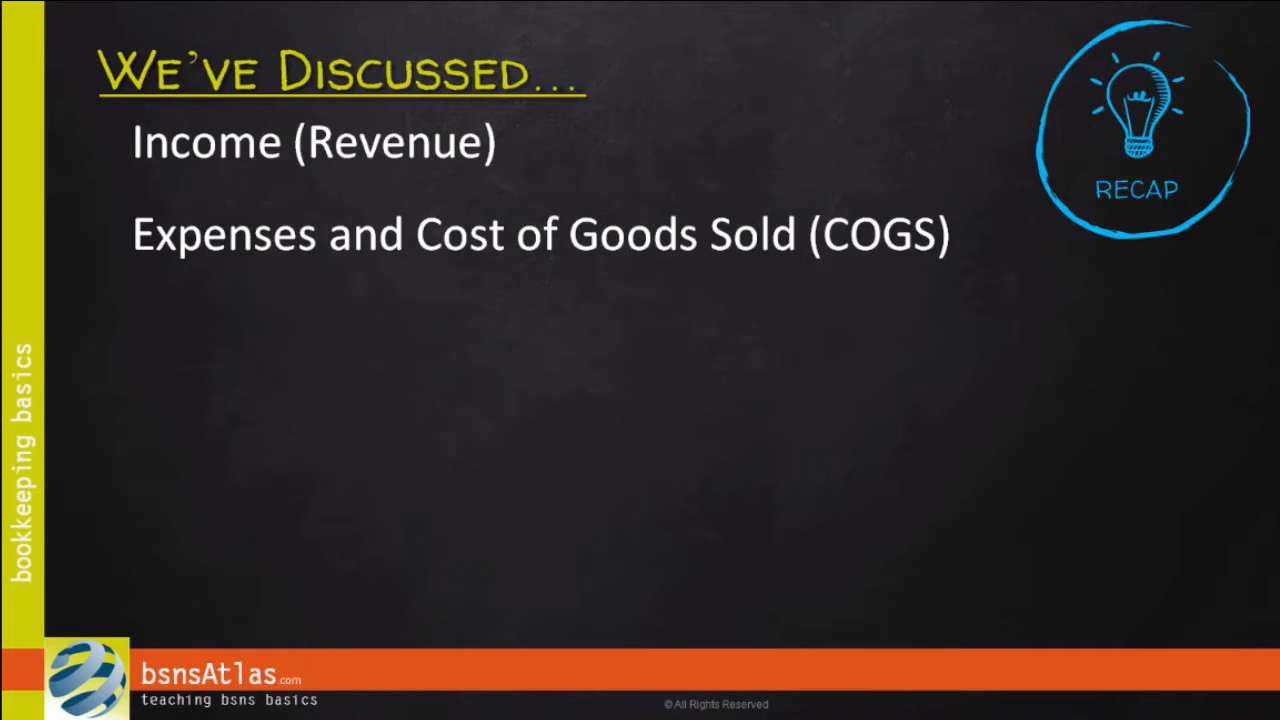 We've Discussed...
Income (Revenue)
Expenses and Cost of Goods Sold (COGS)
RECAP
bookkeeping basics
bsnsAtlas.com
teaching bsns basics
© All Rights Reserved